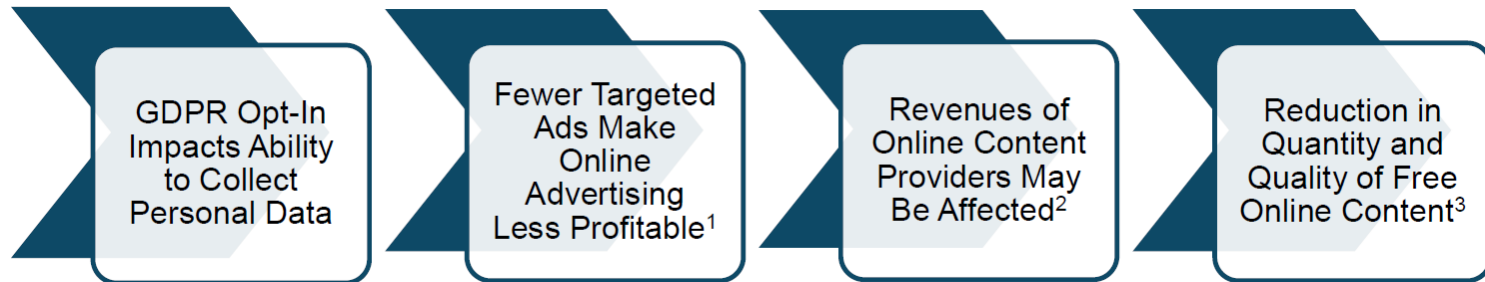 GDPR Opt-In
Impacts Ability
to Collect
Personal Data
Fewer Targeted
Ads Make
Online
Advertising
Less Profitable¹
Revenues of
Online Content
Providers May
Be Affected²
Reduction in
Quantity and
Quality of Free
Online Content³